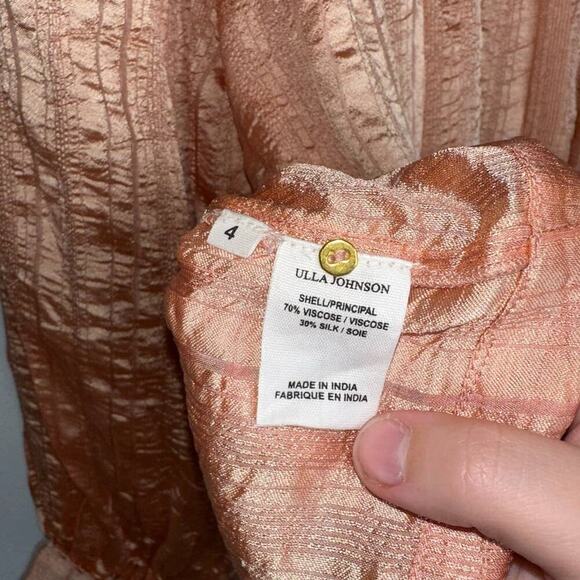 4
ULLA JOHNSON
SHELL/PRINCIPAL
70% VISCOSE / VISCOSE
30% SILK / SOIE
MADE IN INDIA
FABRIQUE EN INDIA